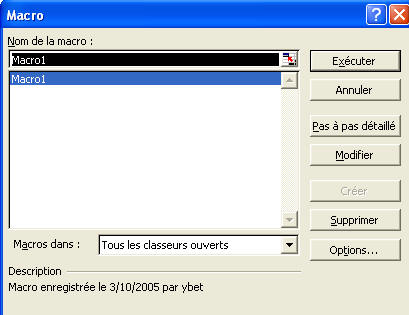 Macro
Nom de la macro :
Macro1
Macro1
Exécuter
Annuler
Pas à pas détaillé
Modifier
Créer
Supprimer
Options...
Macros dans :
Tous les classeurs ouverts
Description
Macro enregistrée le 3/10/2005 par ybet